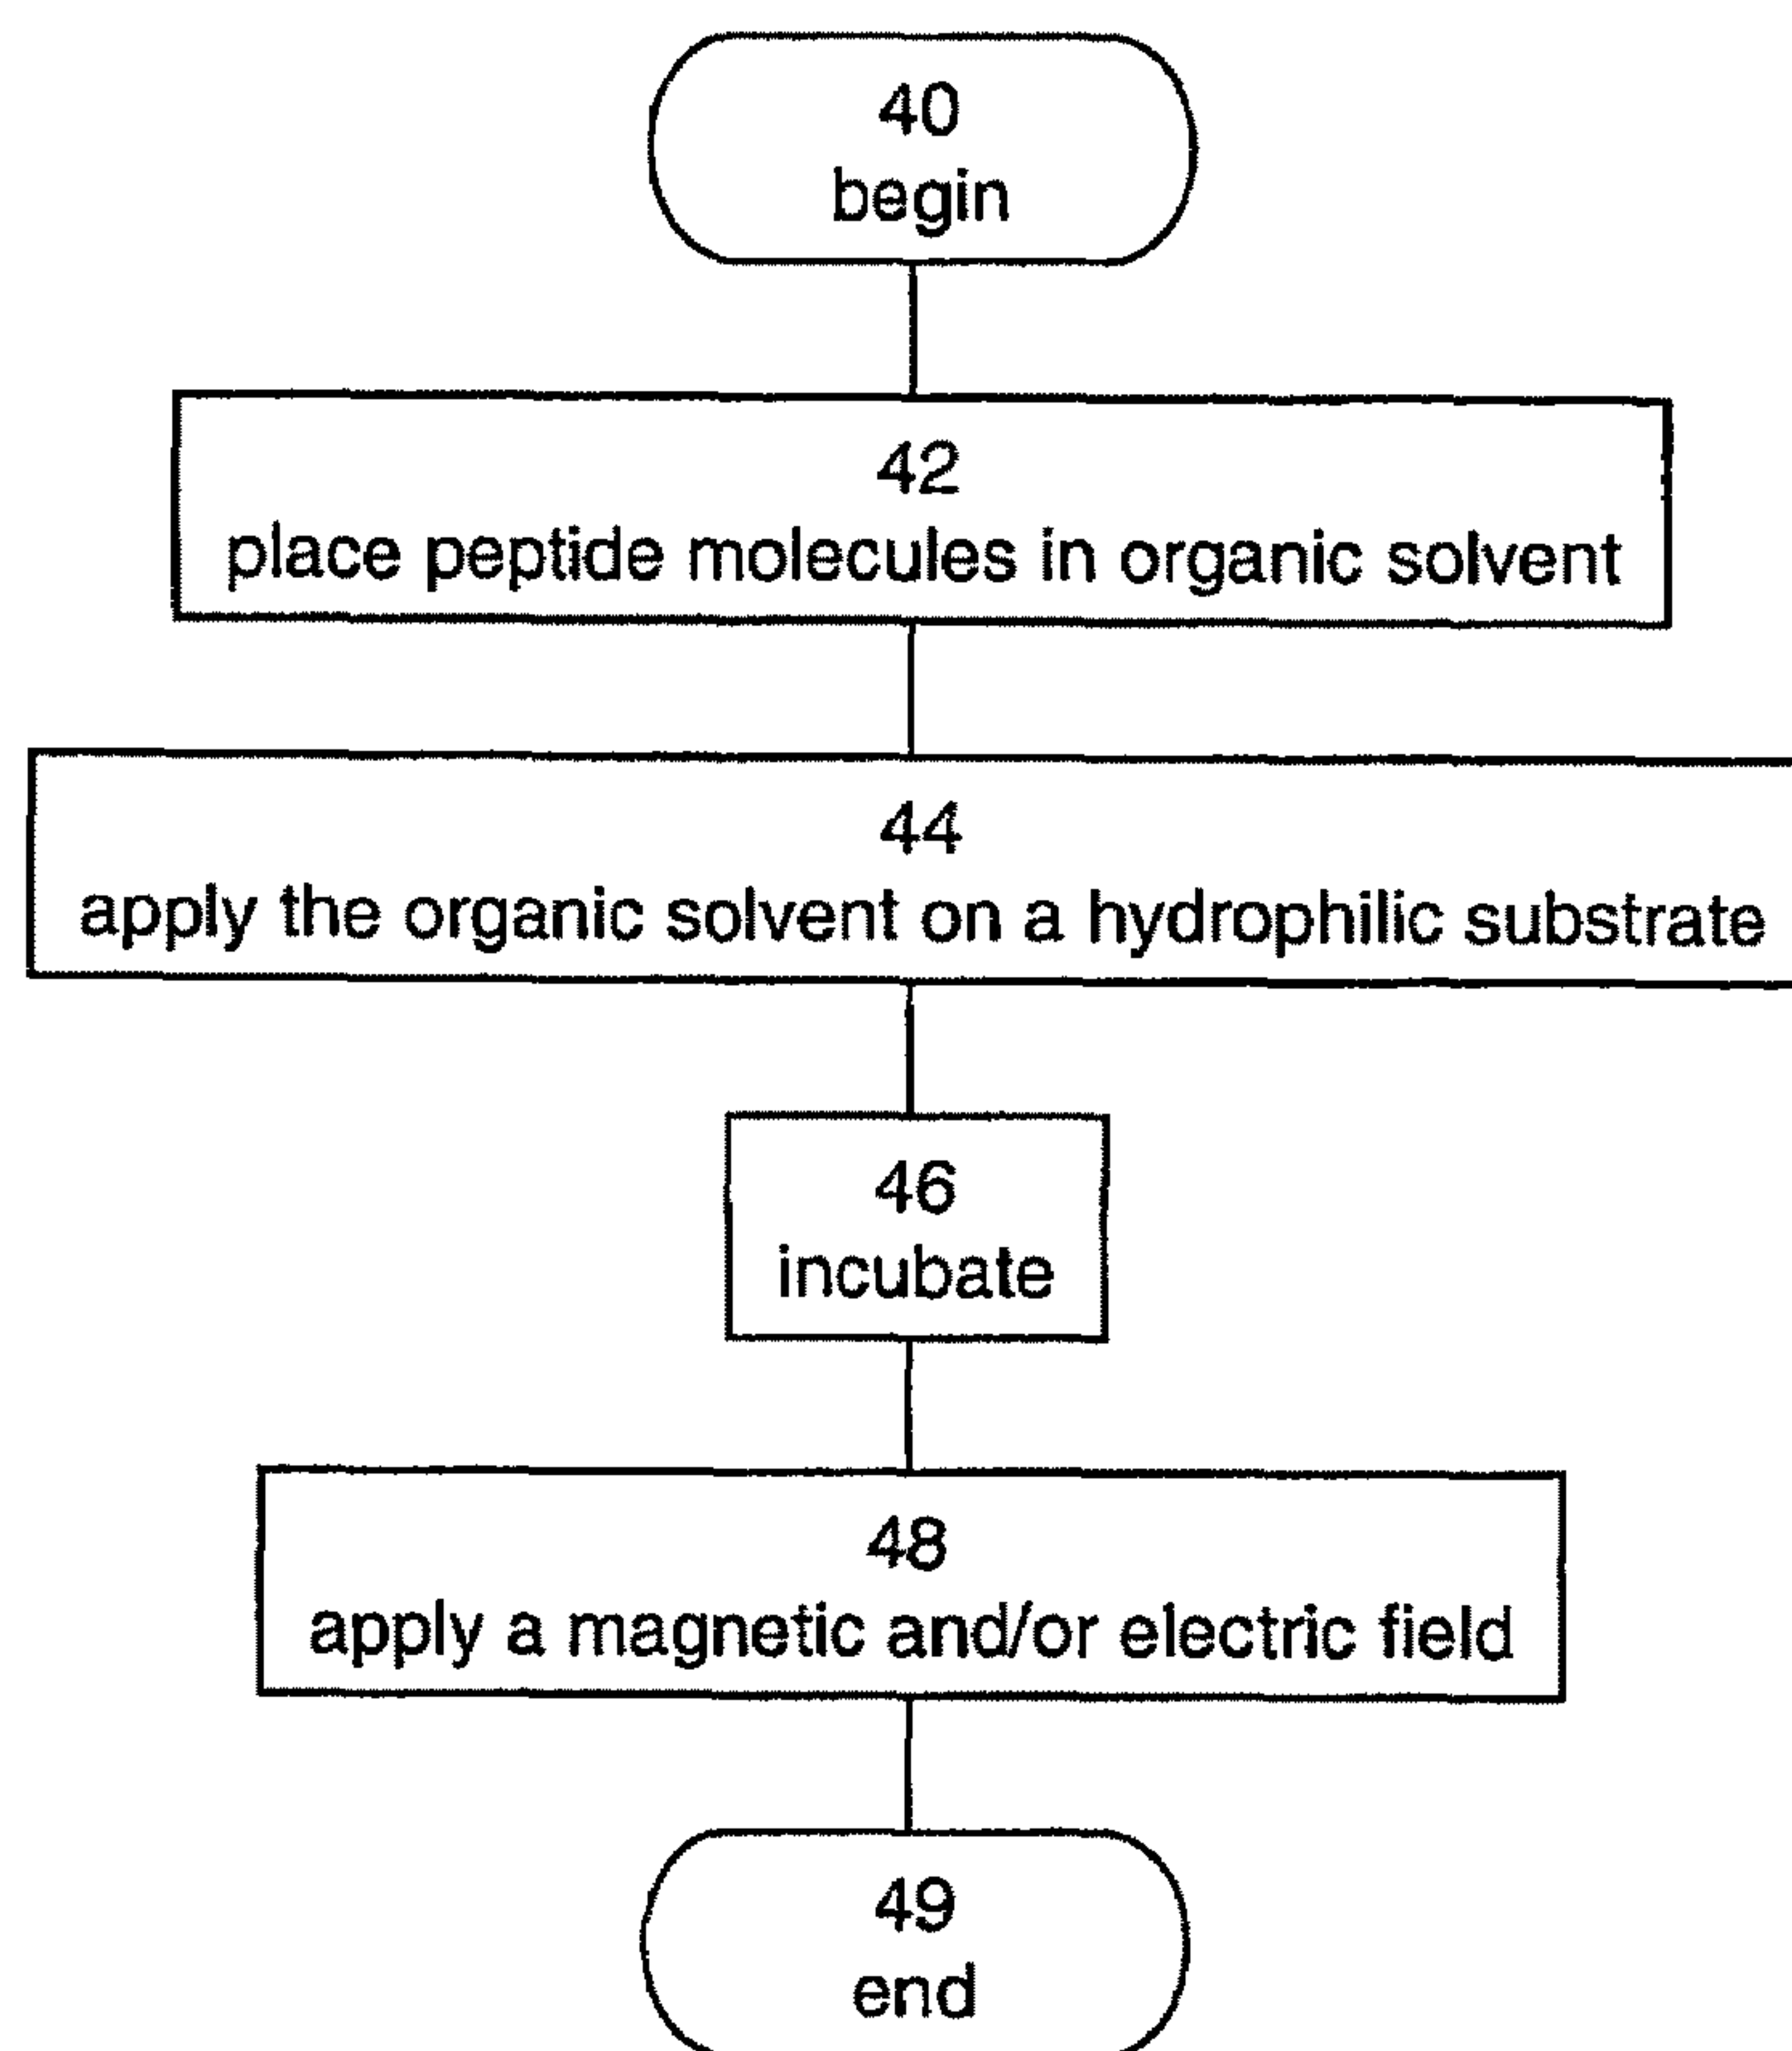 40
begin
42
place peptide molecules in organic solvent
44
apply the organic solvent on a hydrophilic substrate
46
incubate
48
apply a magnetic and/or electric field
49
end